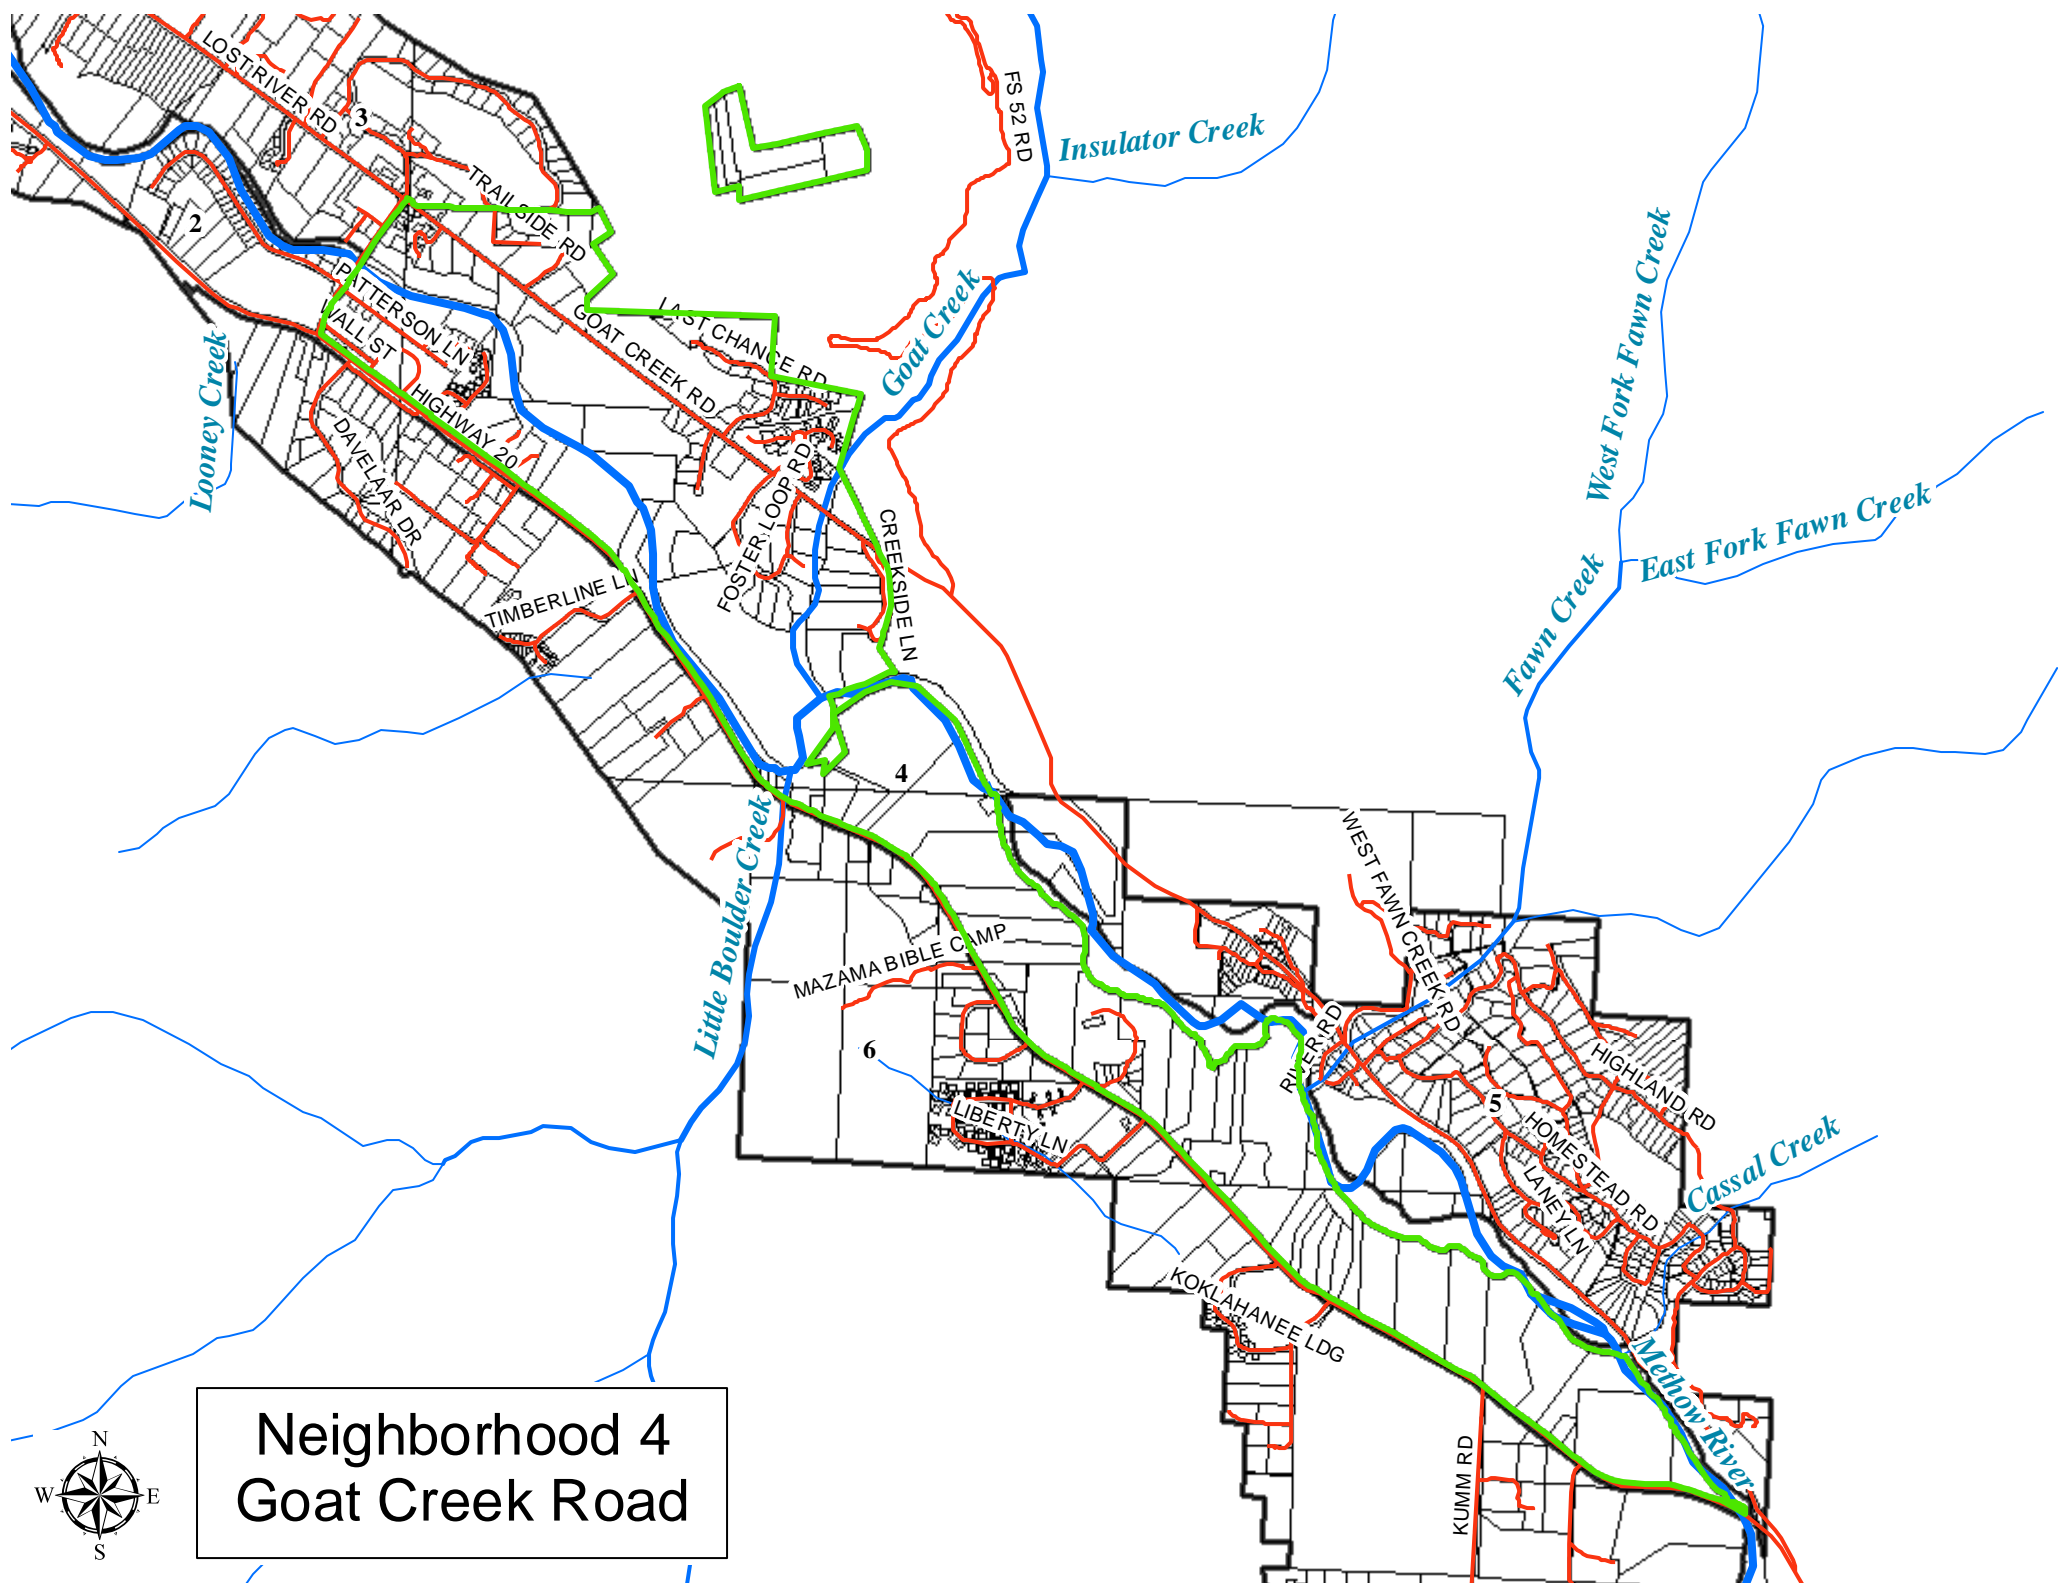 LOST RIVER RD
3
FS 52 RD
Insulator Creek
TRAILSIDE RD
2
PATTERSON LN
WALL ST
LAST CHANCE RD
GOAT CREEK RD
Goat Creek
West Fork Fawn Creek
Looney Creek
HIGHWAY 20
DAVELAAR DR
FOSTER LOOP RD
CREEKSIDE LN
East Fork Fawn Creek
TIMBERLINE LN
Fawn Creek
4
Little Boulder Creek
WEST FAWN CREEK RD
MAZAMA BIBLE CAMP
6
RIVER RD
HIGHLAND RD
5
LIBERTY LN
HOMESTEAD RD
LANEY LN
Cassal Creek
KOKLAHANEE LDG
Methow River
KUMM RD
Neighborhood 4
Goat Creek Road
N
W E
S